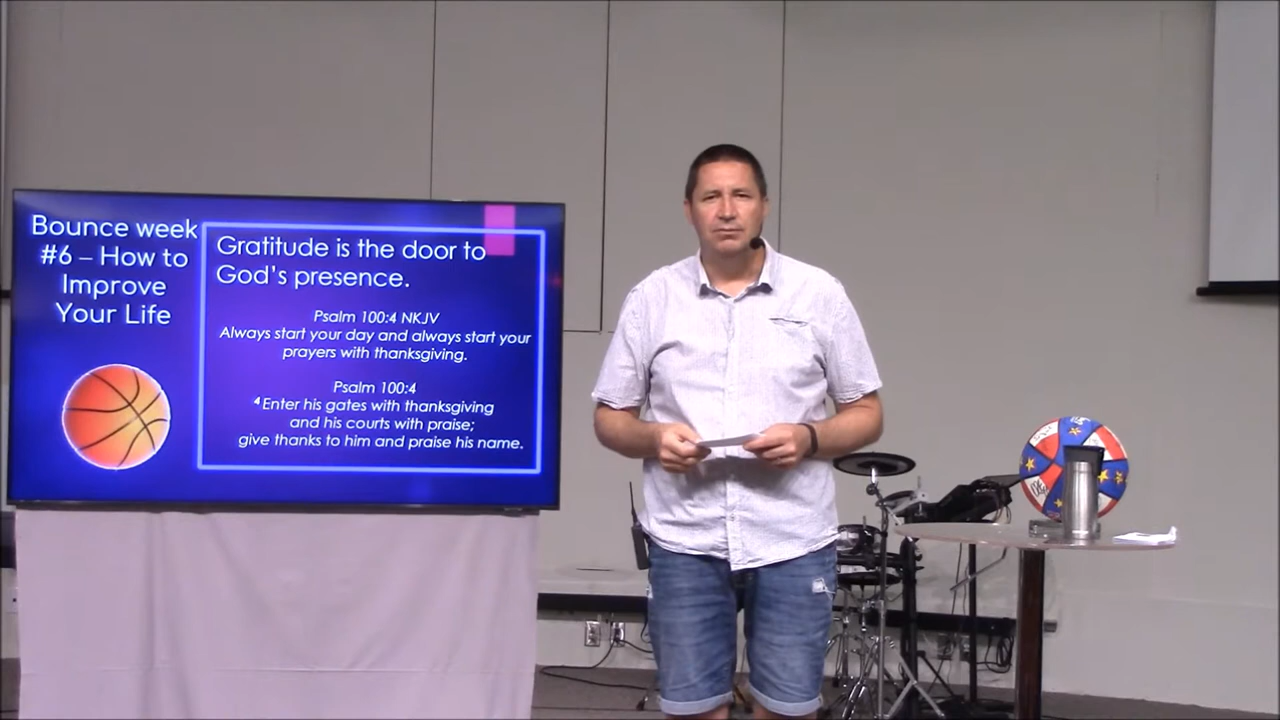 Bounce week
#6 – How to
Improve
Your Life
Gratitude is the door to
God's presence.
Psalm 100:4 NKJV
Always start your day and always start your
prayers with thanksgiving.
Psalm 100:4
4 Enter his gates with thanksgiving
and his courts with praise;
give thanks to him and praise his name.